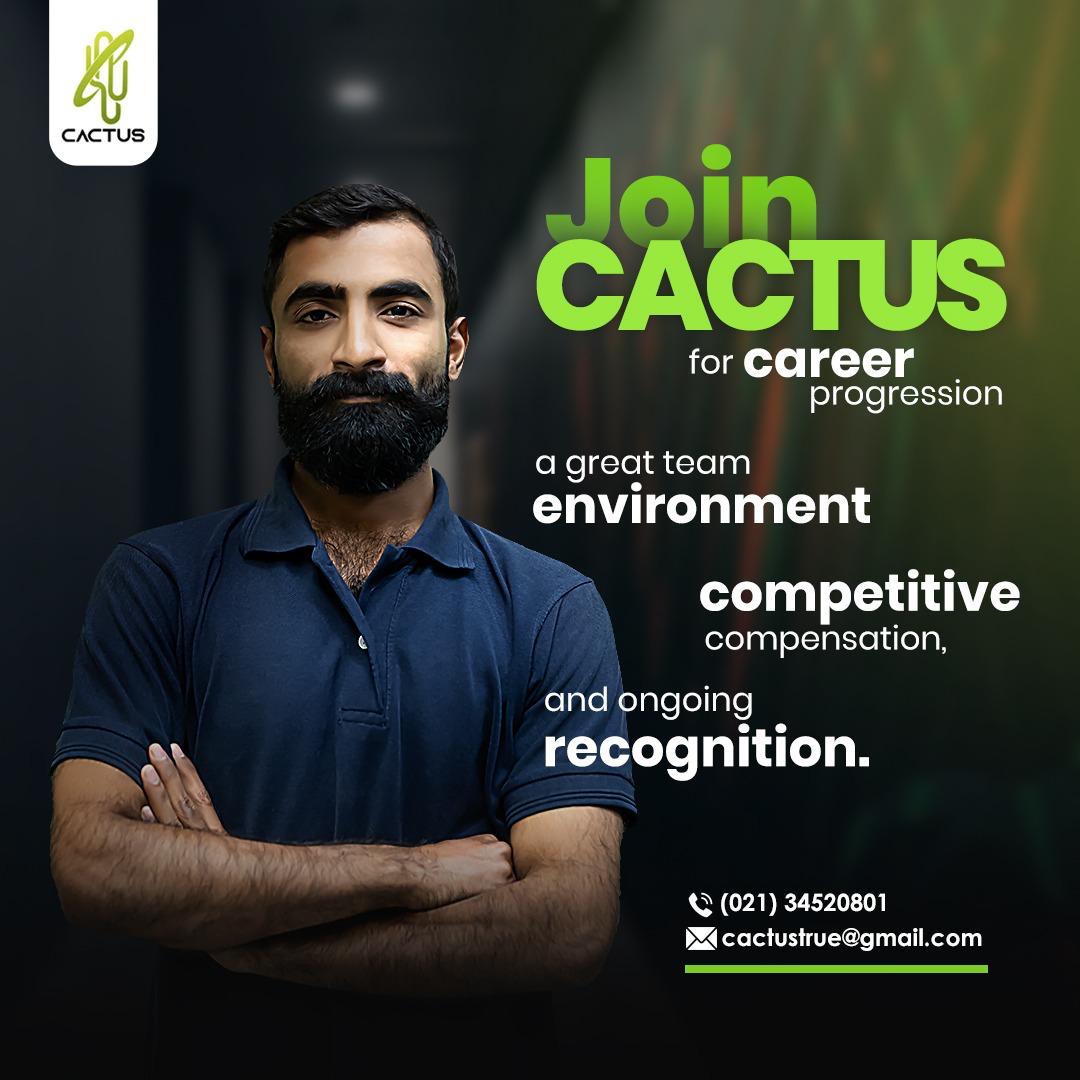 CACTUS
Join
CACTUS
for career
progression
a great team
environment
competitive
compensation,
and ongoing
recognition.
(021) 34520801
cactustrue@gmail.com